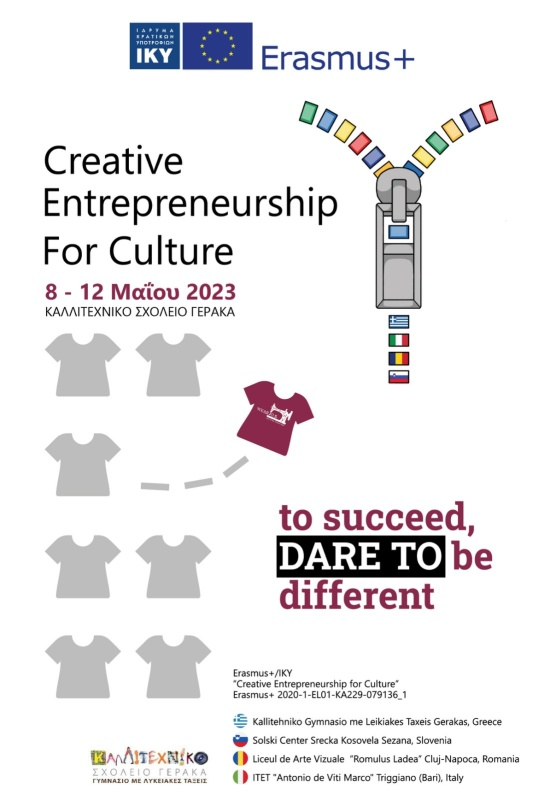 ΙΔΡΥΜΑ
ΚΡΑΤΙΚΩΝ
ΥΠΟΤΡΟΦΙΩΝ
IKY
Erasmus+
Creative
Entrepreneurship
For Culture
8 - 12 Μαΐου 2023
ΚΑΛΛΙΤΕΧΝΙΚΟ ΣΧΟΛΕΙΟ ΓΕΡΑΚΑ
to succeed,
DARE TO be
different
Erasmus+/IKY
"Creative Entrepreneurship for Culture"
Erasmus+ 2020-1-EL01-KA229-079136_1
Kallitehniko Gymnasio me Leikiakes Taxeis Gerakas, Greece
Solski Center Srecka Kosovela Sezana, Slovenia
Liceul de Arte Vizuale "Romulus Ladea" Cluj-Napoca, Romania
ITET "Antonio de Viti Marco" Triggiano (Bari), Italy
ΚΑΛΛΙΤΕΧΝΙΚΟ
ΣΧΟΛΕΙΟ ΓΕΡΑΚΑ
ΓΥΜΝΑΣΙΟ ΜΕ ΛΥΚΕΙΑΚΕΣ ΤΑΞΕΙΣ